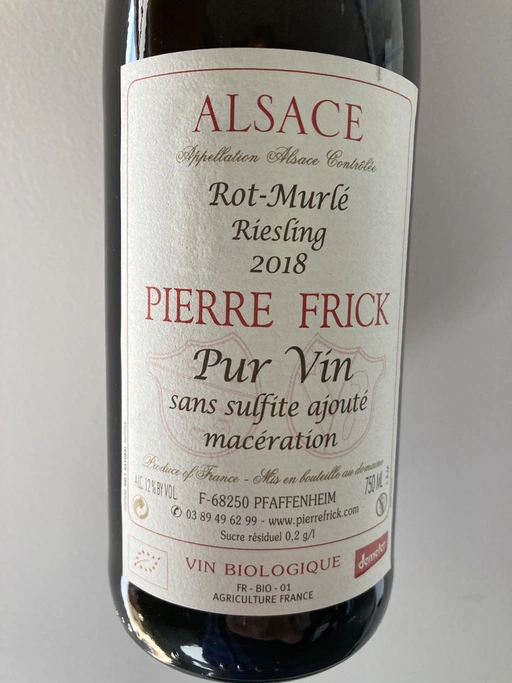 ALSACE
Appellation Alsace Contrôlée
Rot-Murlé
Riesling
2018
PIERRE FRICK
Pur Vin
sans sulfite ajouté
macération
Produce of France - Mis en bouteille au domaine
ALC. 12 % BY VOL.
750 ML
F-68250 PFAFFENHEIM
✆ 03 89 49 62 99 - www.pierrefrick.com
Sucre résiduel 0,2 g/l
VIN BIOLOGIQUE
demeter
FR - BIO - 01
AGRICULTURE FRANCE